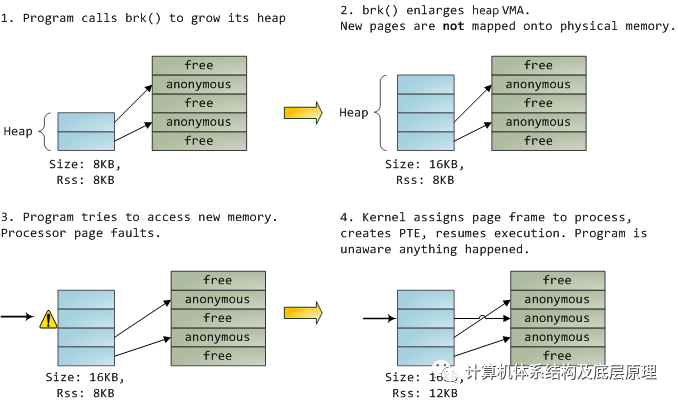 1. Program calls brk() to grow its heap
free
anonymous
free
anonymous
free
Heap
Size: 8KB,
Rss: 8KB
2. brk() enlarges heap VMA.
New pages are not mapped onto physical memory.
free
anonymous
free
anonymous
free
Heap
Size: 16KB,
Rss: 8KB
3. Program tries to access new memory.
Processor page faults.
free
anonymous
free
anonymous
free
Size: 16KB,
Rss: 8KB
4. Kernel assigns page frame to process,
creates PTE, resumes execution. Program is
unaware anything happened.
free
anonymous
anonymous
anonymous
free
Size: 16KB,
Rss: 12KB
计算机体系结构及底层原理